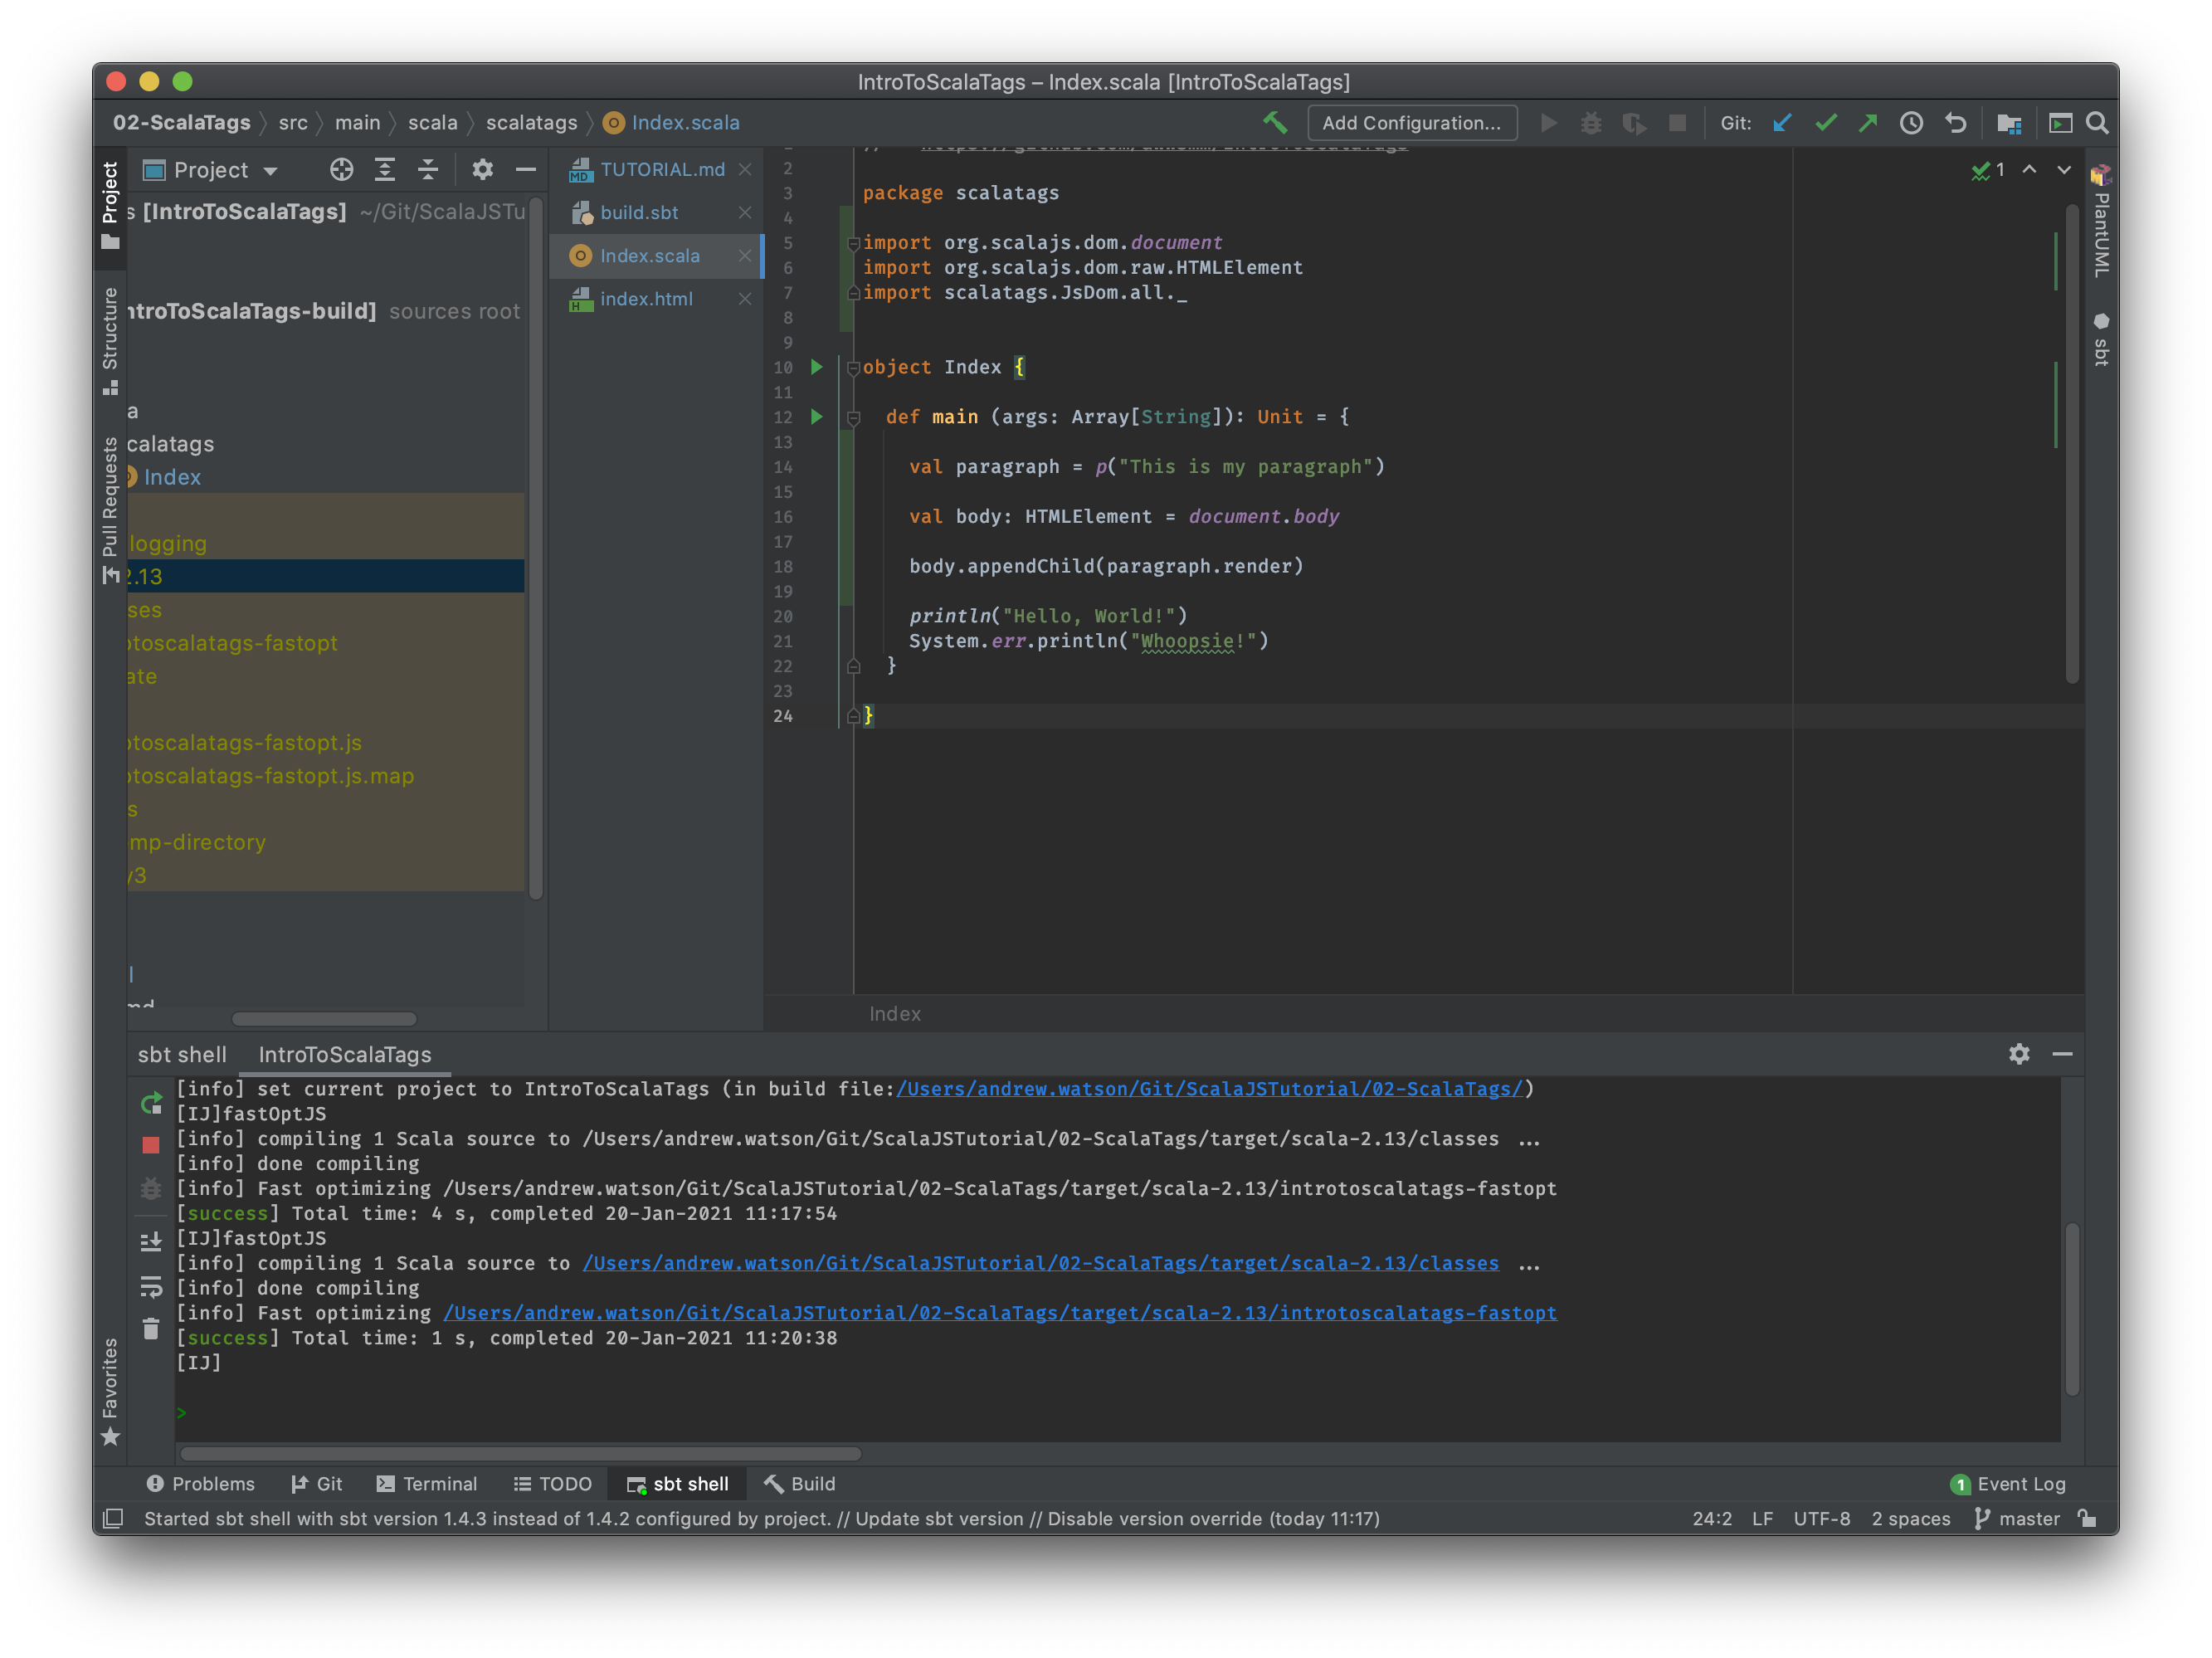 IntroToScalaTags – Index.scala [IntroToScalaTags]
02-ScalaTags
src
main
scala
scalatags
Index.scala
Add Configuration...
Git:
Project
Structure
Pull Requests
Favorites
Project
s [IntroToScalaTags] ~/Git/ScalaJSTu
ntroToScalaTags-build] sources root
a
calatags
Index
logging
2.13
ses
otoscalatags-fastopt
ate
otoscalatags-fastopt.js
otoscalatags-fastopt.js.map
s
mp-directory
y3
l
md
TUTORIAL.md
build.sbt
Index.scala
index.html
2
3 package scalatags
4
5 import org.scalajs.dom.document
6 import org.scalajs.dom.raw.HTMLElement
7 import scalatags.JsDom.all._
8
9
10 object Index {
11
12 def main (args: Array[String]): Unit = {
13
14 val paragraph = p("This is my paragraph")
15
16 val body: HTMLElement = document.body
17
18 body.appendChild(paragraph.render)
19
20 println("Hello, World!")
21 System.err.println("Whoopsie!")
22 }
23
24 }
1
Index
PlantUML
sbt
sbt shell
IntroToScalaTags
[info] set current project to IntroToScalaTags (in build file:/Users/andrew.watson/Git/ScalaJSTutorial/02-ScalaTags/)
[IJ]fastOptJS
[info] compiling 1 Scala source to /Users/andrew.watson/Git/ScalaJSTutorial/02-ScalaTags/target/scala-2.13/classes ...
[info] done compiling
[info] Fast optimizing /Users/andrew.watson/Git/ScalaJSTutorial/02-ScalaTags/target/scala-2.13/introtoscalatags-fastopt
[success] Total time: 4 s, completed 20-Jan-2021 11:17:54
[IJ]fastOptJS
[info] compiling 1 Scala source to /Users/andrew.watson/Git/ScalaJSTutorial/02-ScalaTags/target/scala-2.13/classes ...
[info] done compiling
[info] Fast optimizing /Users/andrew.watson/Git/ScalaJSTutorial/02-ScalaTags/target/scala-2.13/introtoscalatags-fastopt
[success] Total time: 1 s, completed 20-Jan-2021 11:20:38
[IJ]
>
Problems
Git
Terminal
TODO
sbt shell
Build
1 Event Log
Started sbt shell with sbt version 1.4.3 instead of 1.4.2 configured by project. // Update sbt version // Disable version override (today 11:17)
24:2 LF UTF-8 2 spaces master